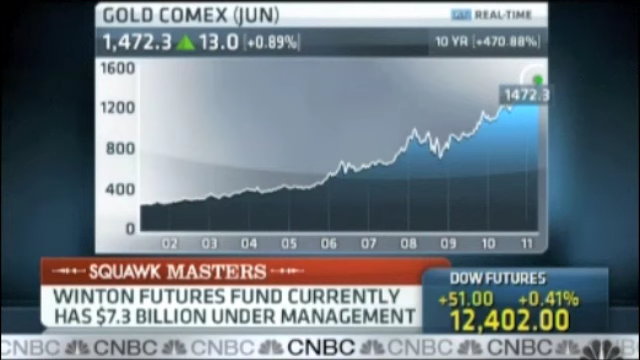 GOLD COMEX (JUN)
REAL-TIME
1,472.3 ▲ 13.0 [+0.89%]
10 YR [+470.88%]
1600
1472.3
1200
800
400
0
02 03 04 05 06 07 08 09 10 11
SQUAWK MASTERS
WINTON FUTURES FUND CURRENTLY
HAS $7.3 BILLION UNDER MANAGEMENT
DOW FUTURES
+51.00 +0.41%
12,402.00
CNBC CNBC CNBC CNBC CNBC CNBC CNBC